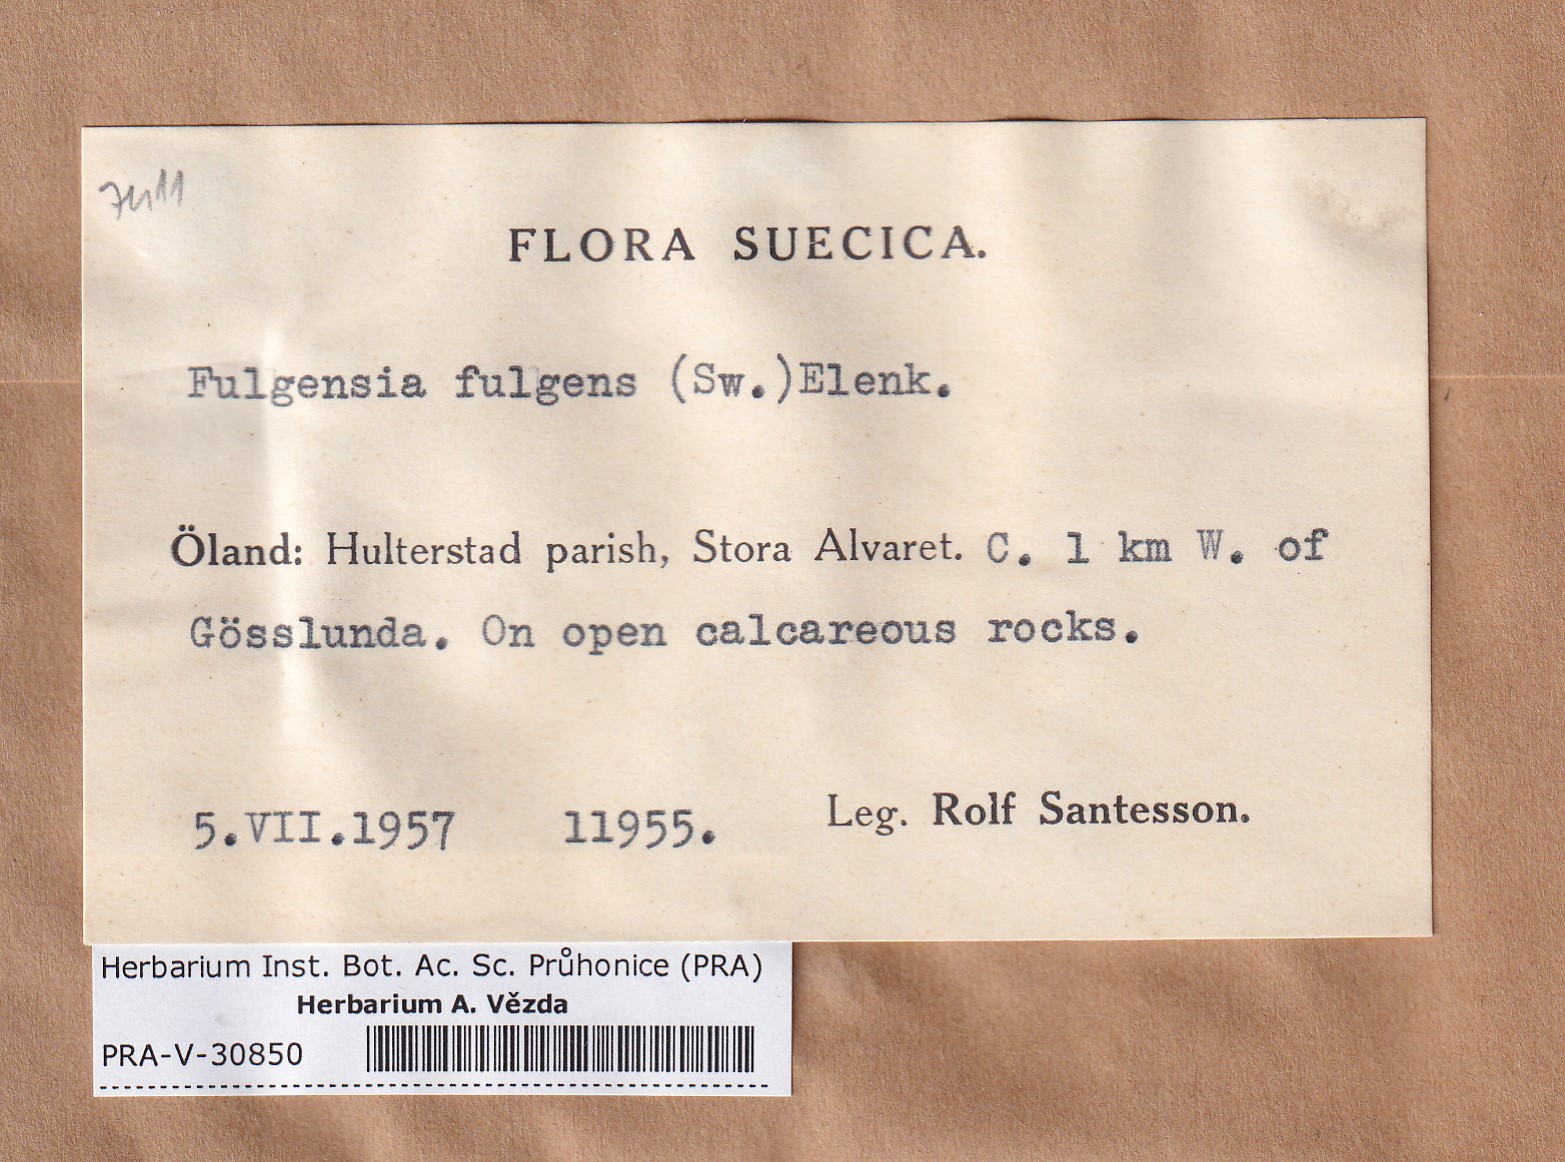 FLORA SUECICA.
Fulgensia fulgens (Sw.)Elenk.
Öland: Hulterstad parish, Stora Alvaret. C. 1 km W. of
Gösslunda. On open calcareous rocks.
5.VII.1957 11955. Leg. Rolf Santesson.
Herbarium Inst. Bot. Ac. Sc. Průhonice (PRA)
Herbarium A. Vězda
PRA-V-30850